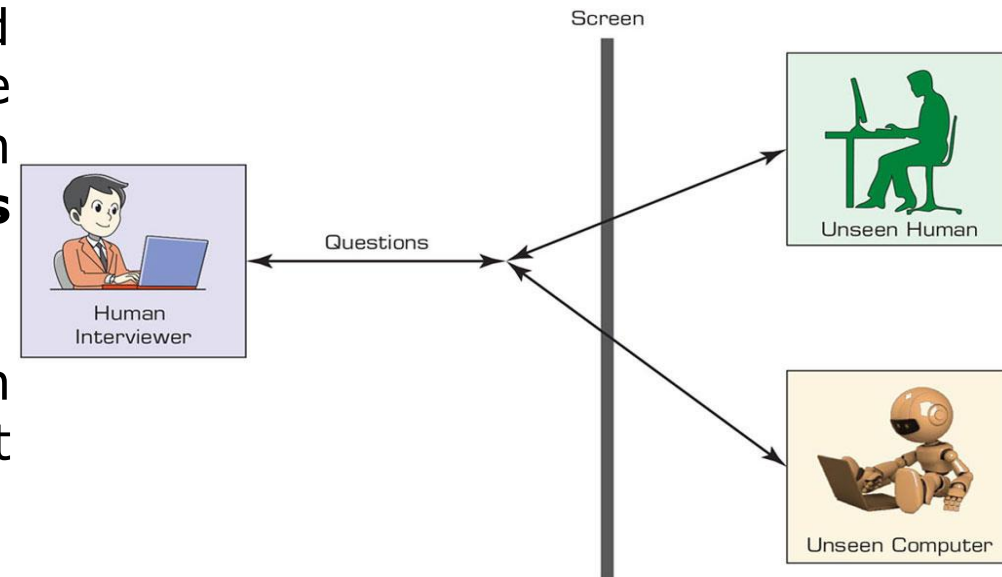 Screen
d
e
n
s
Questions
Unseen Human
Human
Interviewer
n
t
Unseen Computer